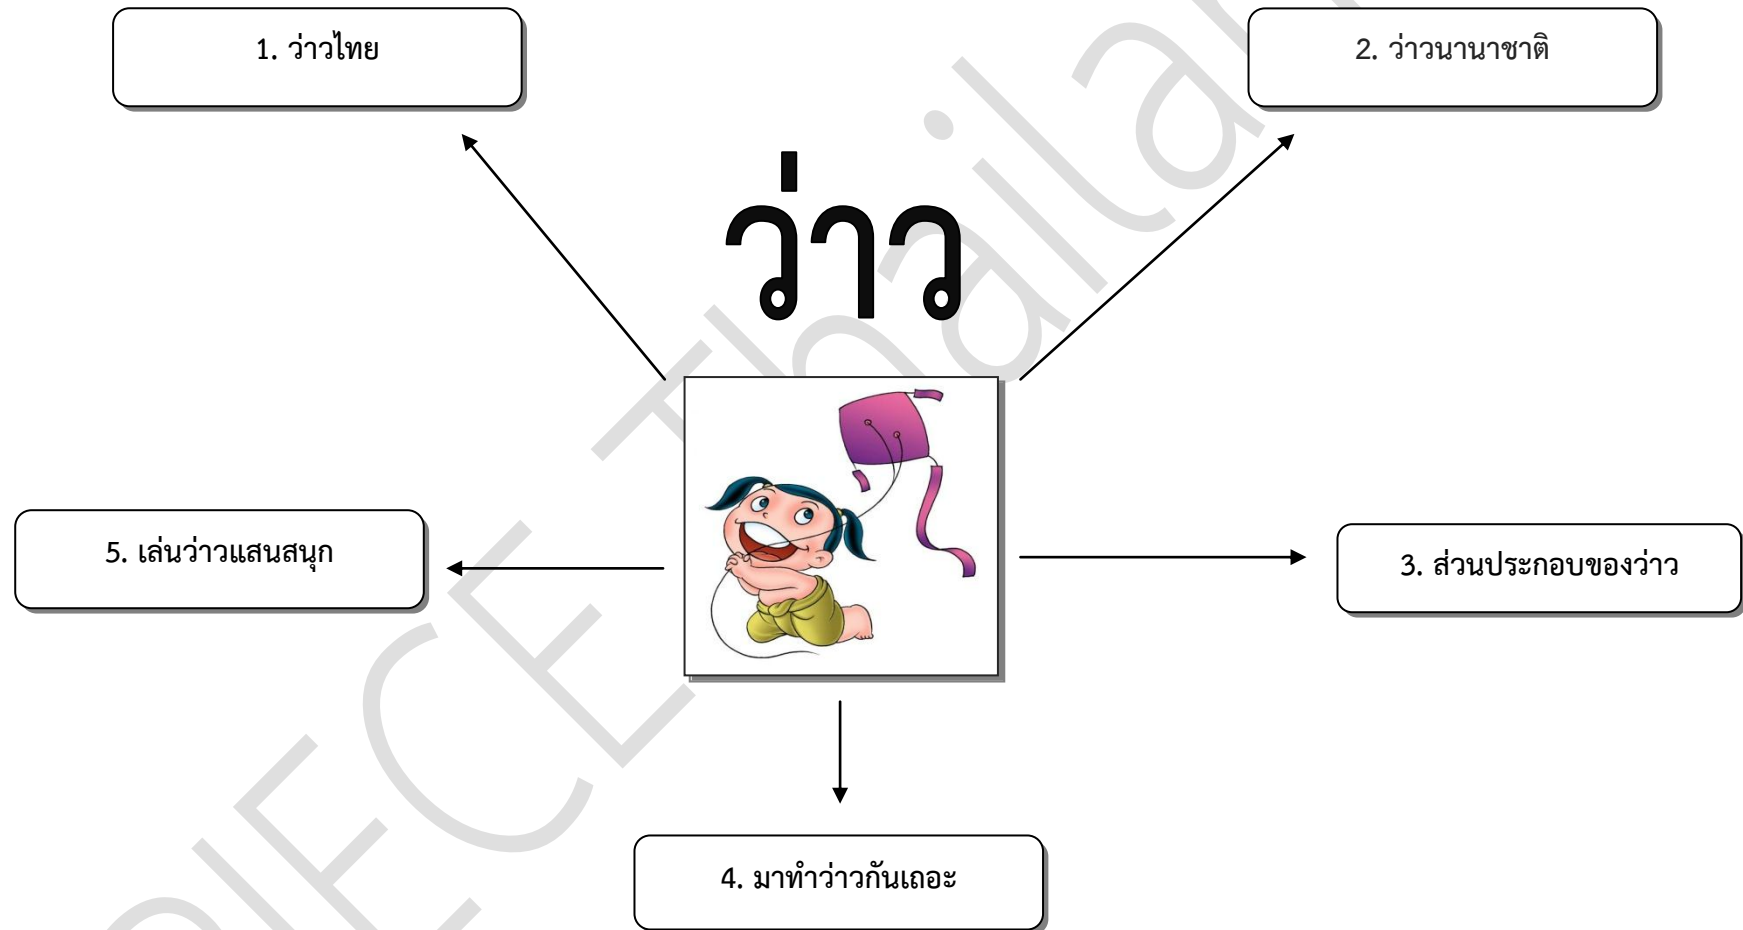 1. ว่าวไทย
2. ว่าวนานาชาติ
ว่าว
3. ส่วนประกอบของว่าว
4. มาทำว่าวกันเถอะ
5. เล่นว่าวแสนสนุก
PIECE Thailand